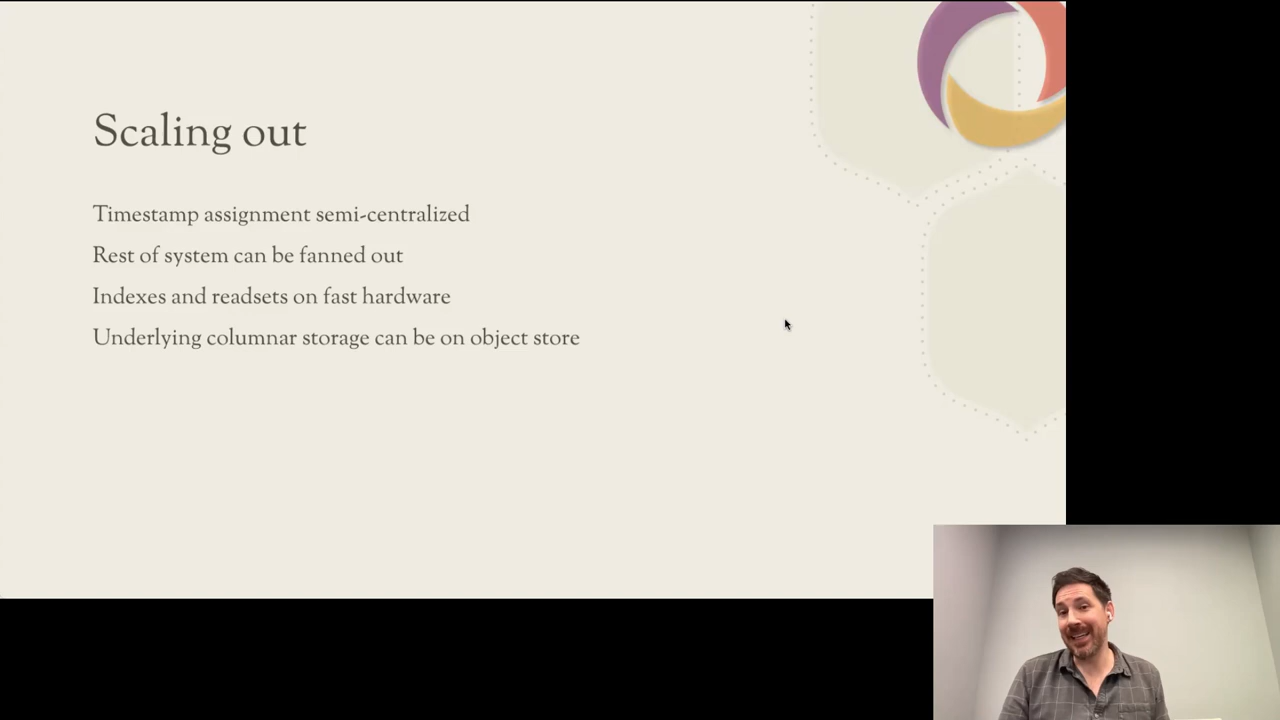 Scaling out
Timestamp assignment semi-centralized
Rest of system can be fanned out
Indexes and readsets on fast hardware
Underlying columnar storage can be on object store